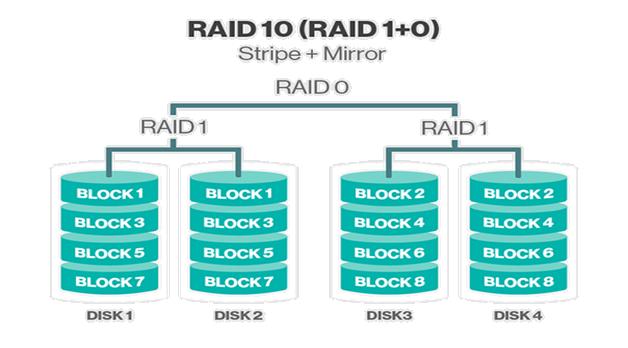 RAID 10 (RAID 1+0)
Stripe + Mirror
RAID 0
RAID 1 RAID 1
BLOCK 1 BLOCK 1 BLOCK 2 BLOCK 2
BLOCK 3 BLOCK 3 BLOCK 4 BLOCK 4
BLOCK 5 BLOCK 5 BLOCK 6 BLOCK 6
BLOCK 7 BLOCK 7 BLOCK 8 BLOCK 8
DISK 1 DISK 2 DISK3 DISK 4